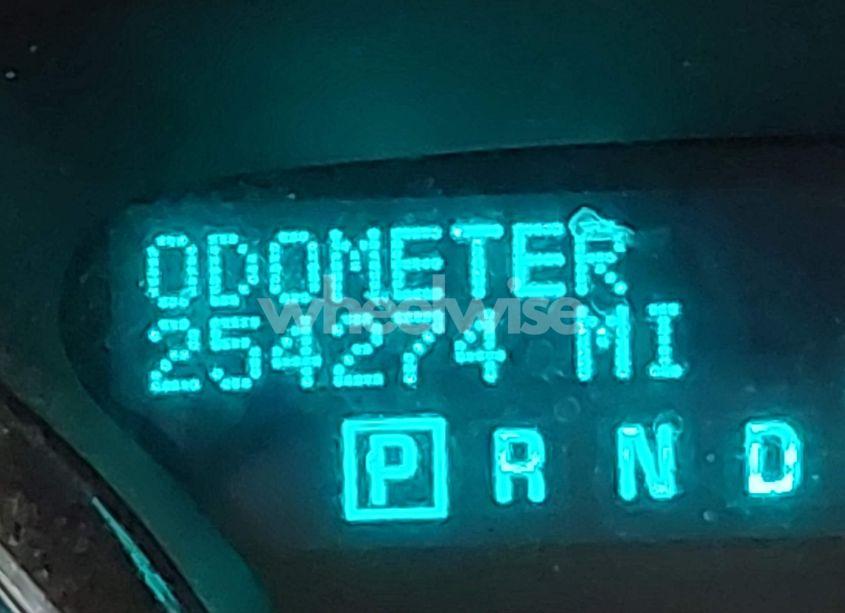 ODOMETER
wheelwise
254274 MI
P R N D